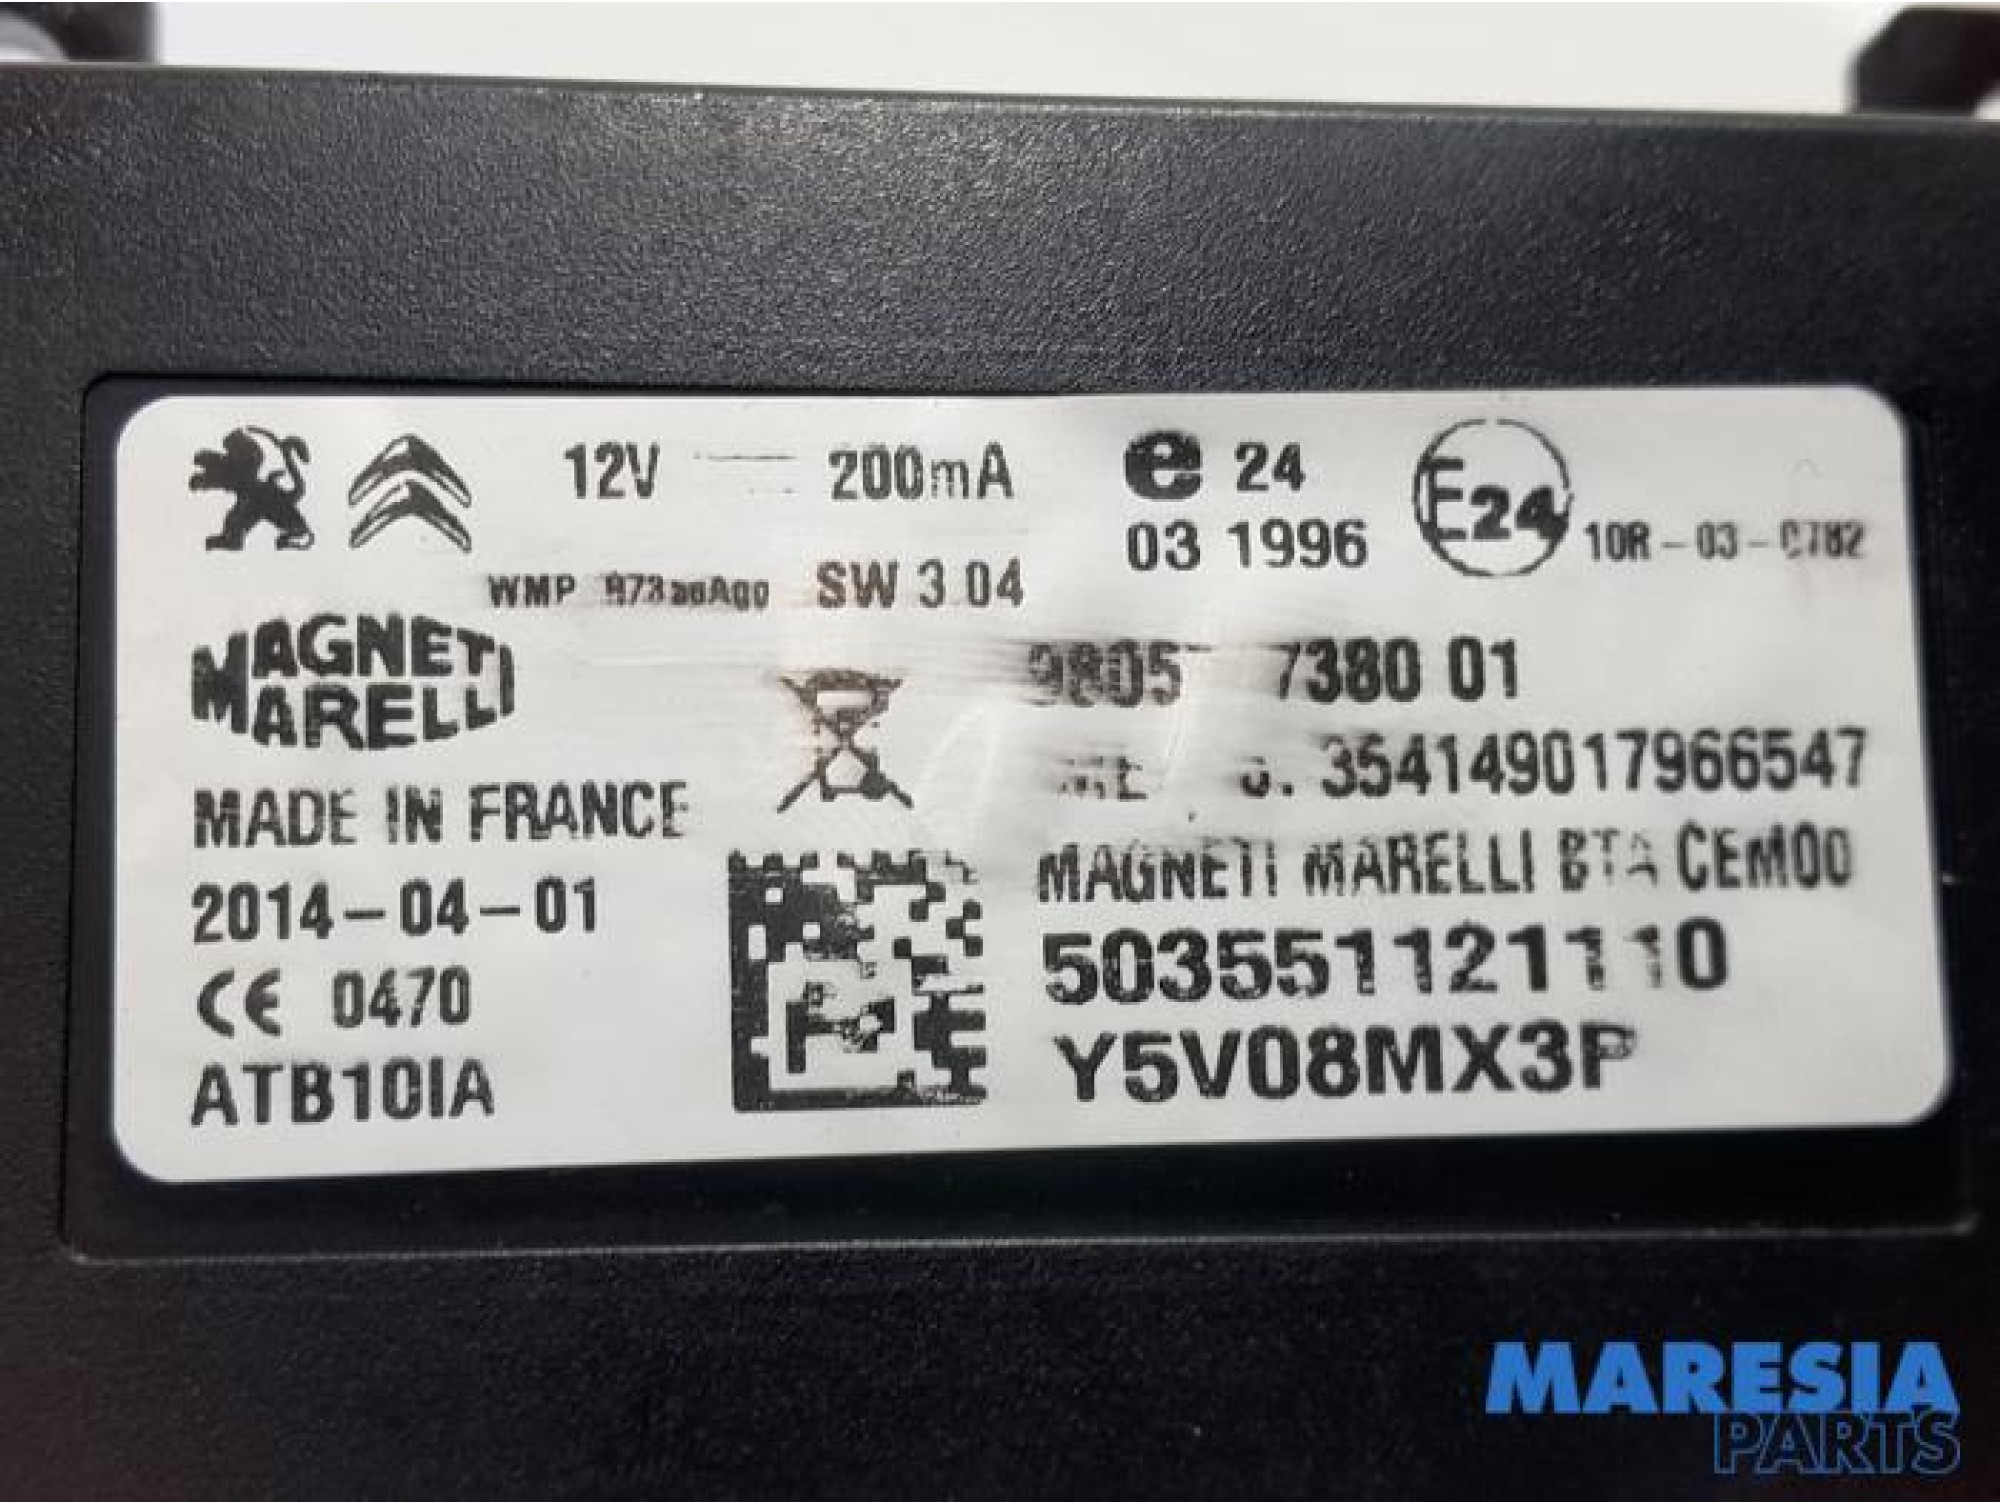 12V 200mA e 24 E24
03 1996 10R-03-0782
WMP SW 3 04
MAGNETI
MARELLI
7380 01
354149017966547
MADE IN FRANCE
MAGNETI MARELLI BTA CEM00
2014-04-01
503551121110
CE 0470
Y5V08MX3P
ATB10IA
MARESIA
PARTS